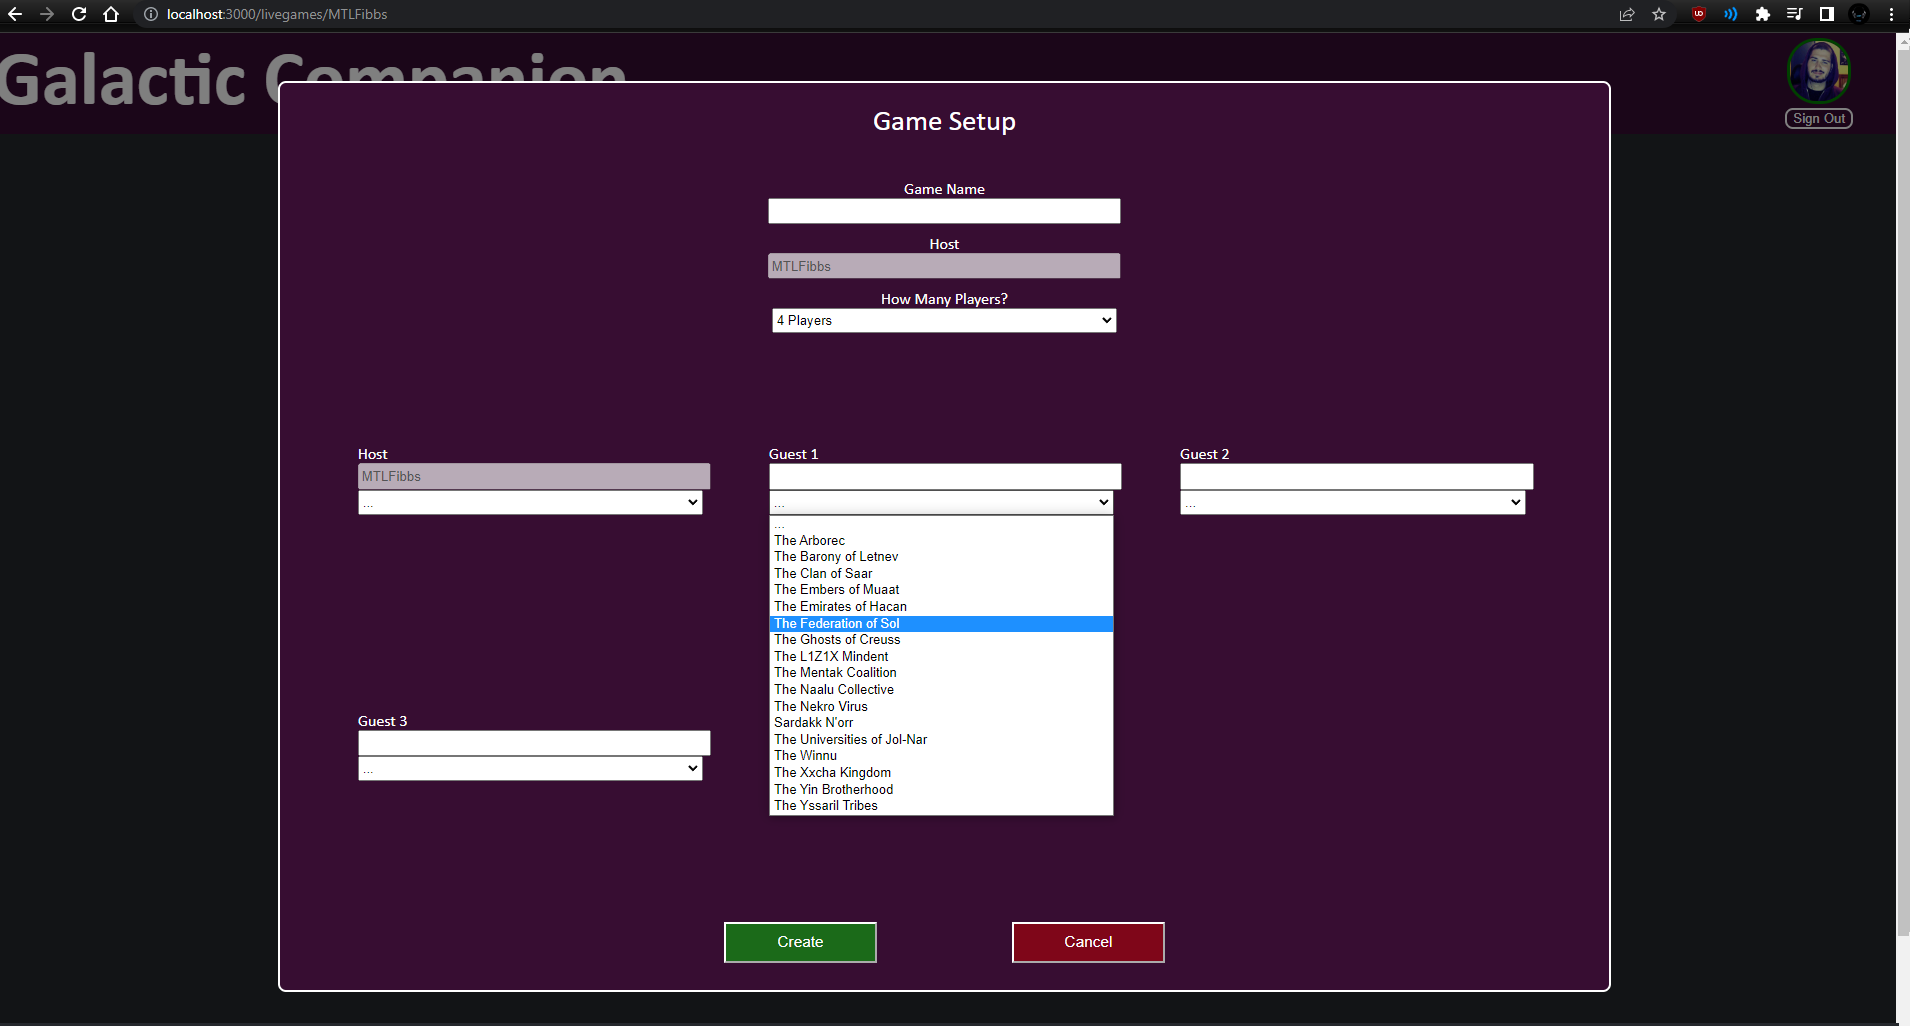 localhost:3000/livegames/MTLFibbs
Galactic Companion
Sign Out
Game Setup
Game Name
Host
MTLFibbs
How Many Players?
4 Players
Host
MTLFibbs
...
Guest 1
...
Guest 2
...
...
The Arborec
The Barony of Letnev
The Clan of Saar
The Embers of Muaat
The Emirates of Hacan
The Federation of Sol
The Ghosts of Creuss
The L1Z1X Mindent
The Mentak Coalition
The Naalu Collective
The Nekro Virus
Sardakk N'orr
The Universities of Jol-Nar
The Winnu
The Xxcha Kingdom
The Yin Brotherhood
The Yssaril Tribes
Guest 3
...
Create
Cancel